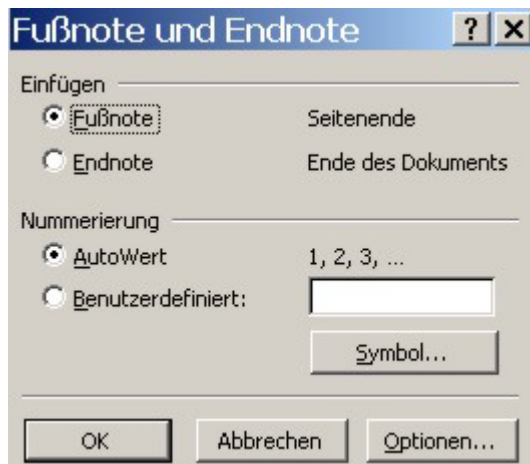 Fußnote und Endnote
Einfügen
Fußnote Seitenende
Endnote Ende des Dokuments
Nummerierung
AutoWert 1, 2, 3, ...
Benutzerdefiniert:
Symbol...
OK Abbrechen Optionen...